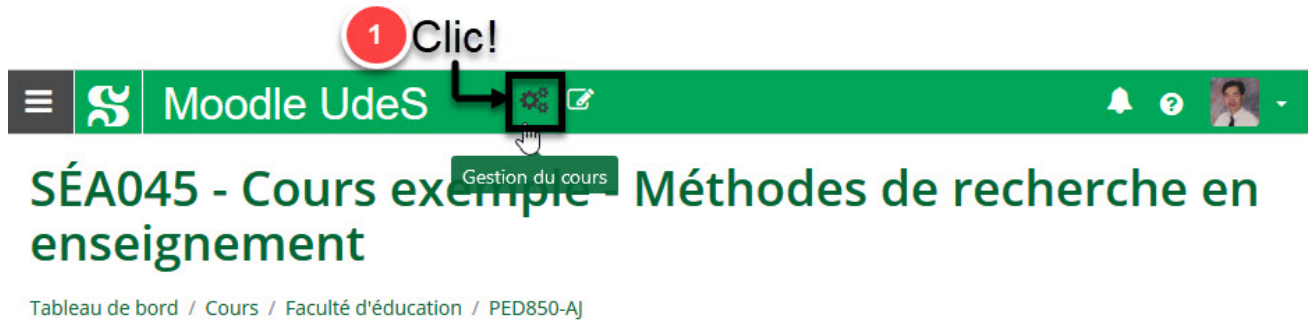 1 Clic!
Moodle UdeS
Gestion du cours
SÉA045 - Cours exemple - Méthodes de recherche en
enseignement
Tableau de bord / Cours / Faculté d'éducation / PED850-AJ